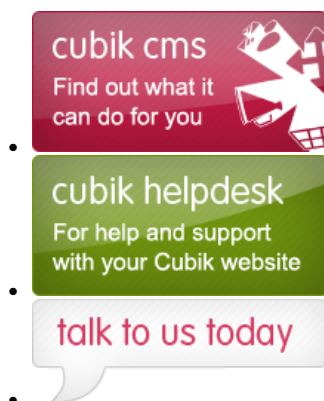 cubik cms
Find out what it
can do for you
cubik helpdesk
For help and support
with your Cubik website
talk to us today